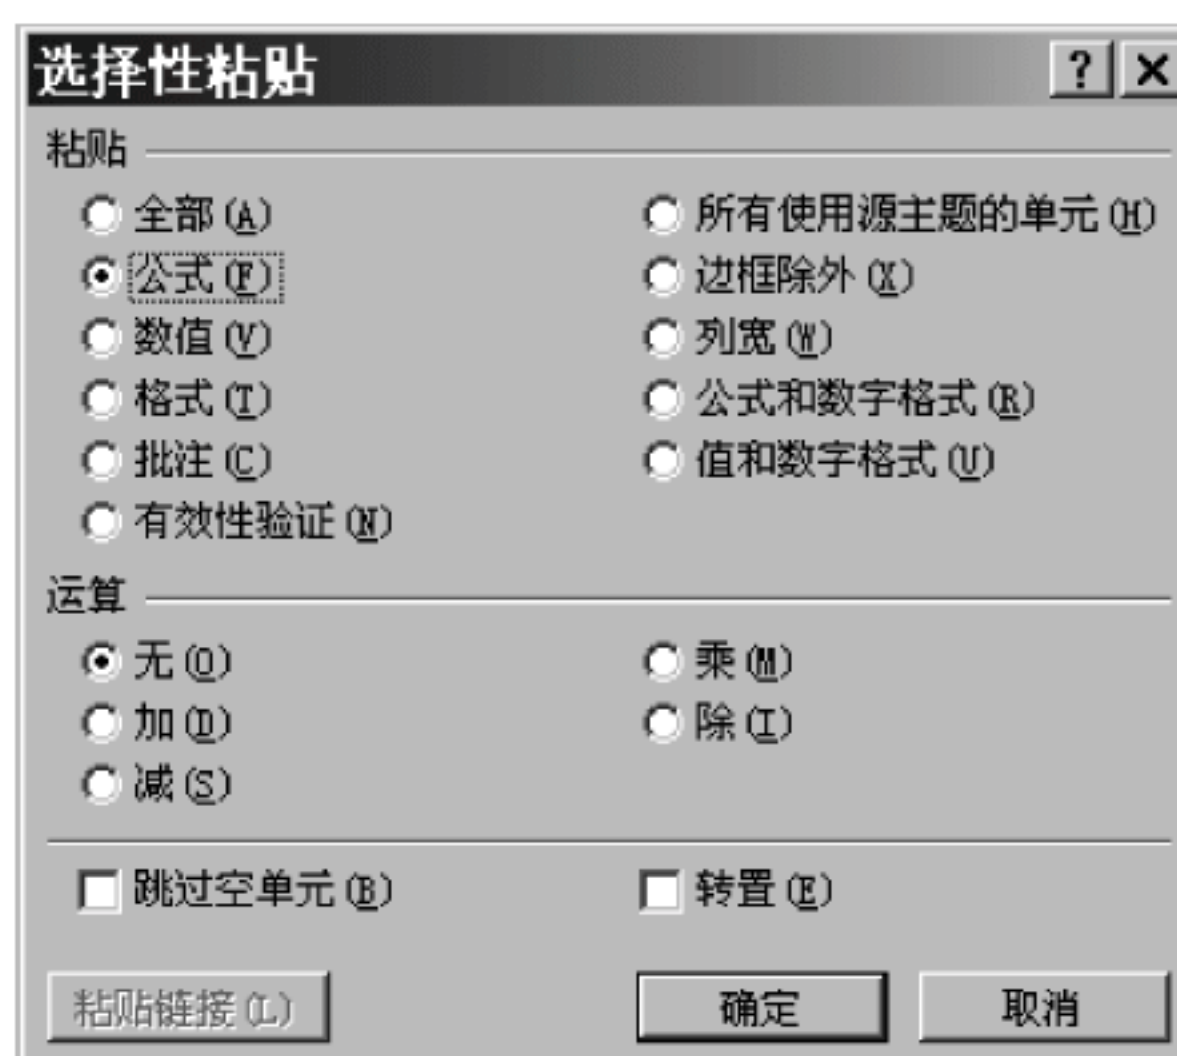 选择性粘贴 ?
粘贴
全部(A) 所有使用源主题的单元(H)
公式(F) 边框除外(X)
数值(V) 列宽(W)
格式(T) 公式和数字格式(R)
批注(C) 值和数字格式(U)
有效性验证(N)
运算
无(O) 乘(M)
加(D) 除(I)
减(S)
跳过空单元(B) 转置(E)
粘贴链接(L) 确定 取消